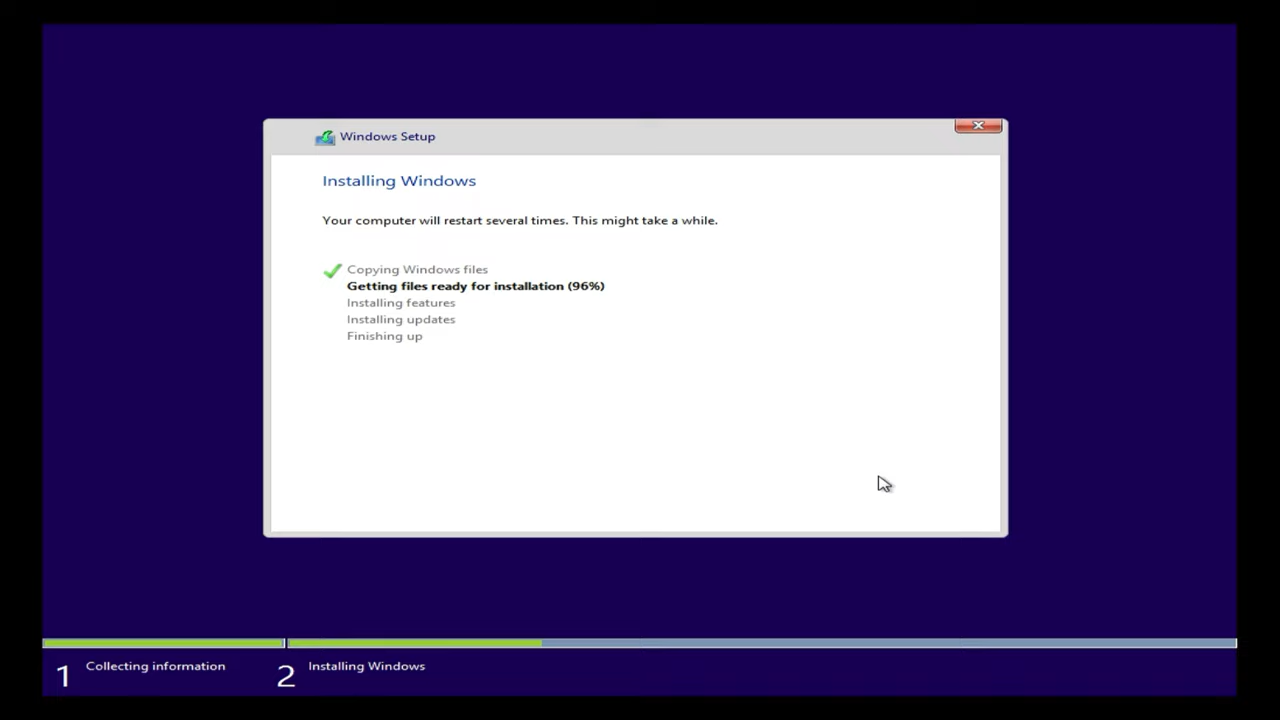 Windows Setup
Installing Windows
Your computer will restart several times. This might take a while.
Copying Windows files
Getting files ready for installation (96%)
Installing features
Installing updates
Finishing up
1 Collecting information
2 Installing Windows